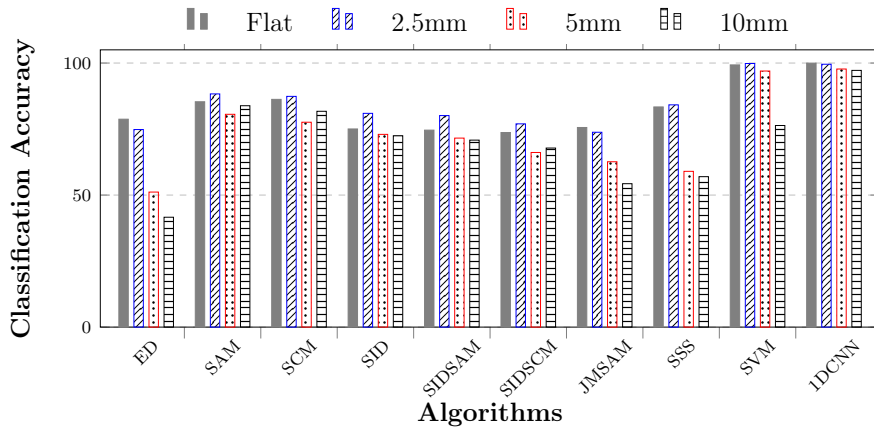 Flat 2.5mm 5mm 10mm
Classification Accuracy
100
50
0
ED SAM SCM SID SIDSAM SIDSCM JMSAM SSS SVM 1DCNN
Algorithms